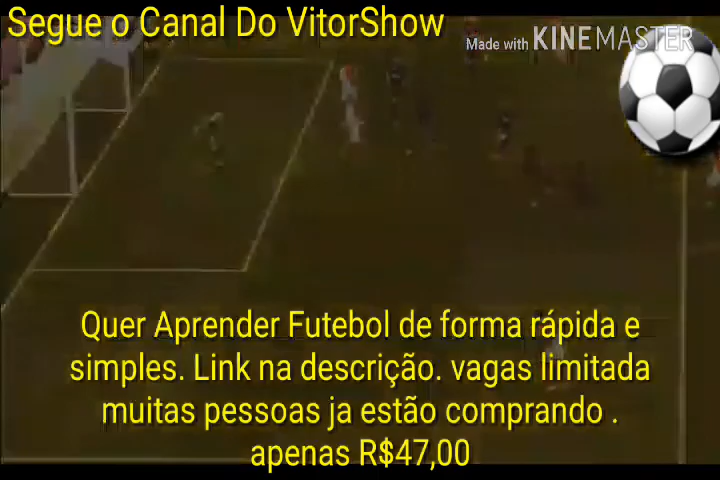 Segue o Canal Do VitorShow
Made with KINEMASTER
Quer Aprender Futebol de forma rápida e
simples. Link na descrição. vagas limitada
muitas pessoas ja estão comprando .
apenas R$47,00